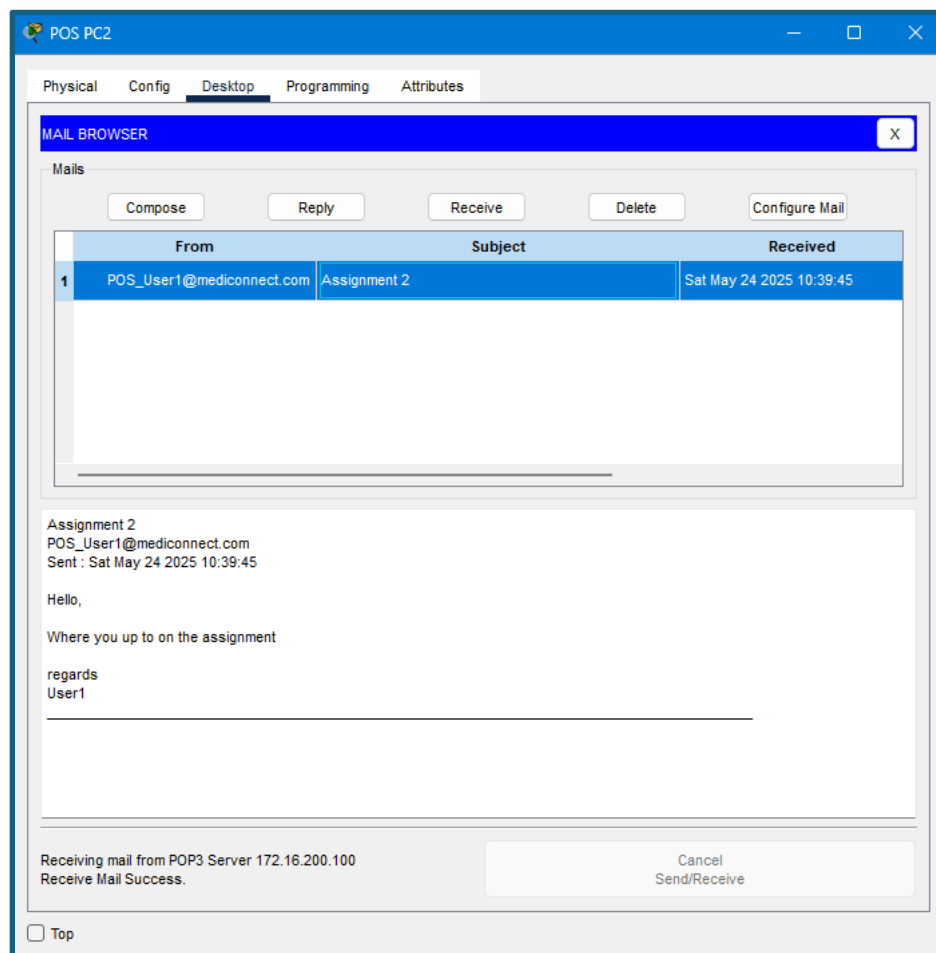 POS PC2
Physical Config Desktop Programming Attributes
MAIL BROWSER
X
Mails
Compose Reply Receive Delete Configure Mail
From Subject Received
1 POS_User1@mediconnect.com Assignment 2 Sat May 24 2025 10:39:45
Assignment 2
POS_User1@mediconnect.com
Sent : Sat May 24 2025 10:39:45
Hello,
Where you up to on the assignment
regards
User1
Receiving mail from POP3 Server 172.16.200.100
Receive Mail Success.
Cancel
Send/Receive
Top